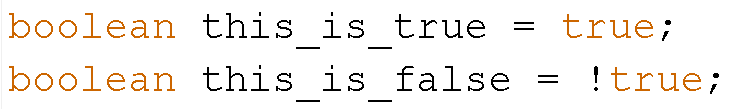 boolean this_is_true = true;
boolean this_is_false = !true;